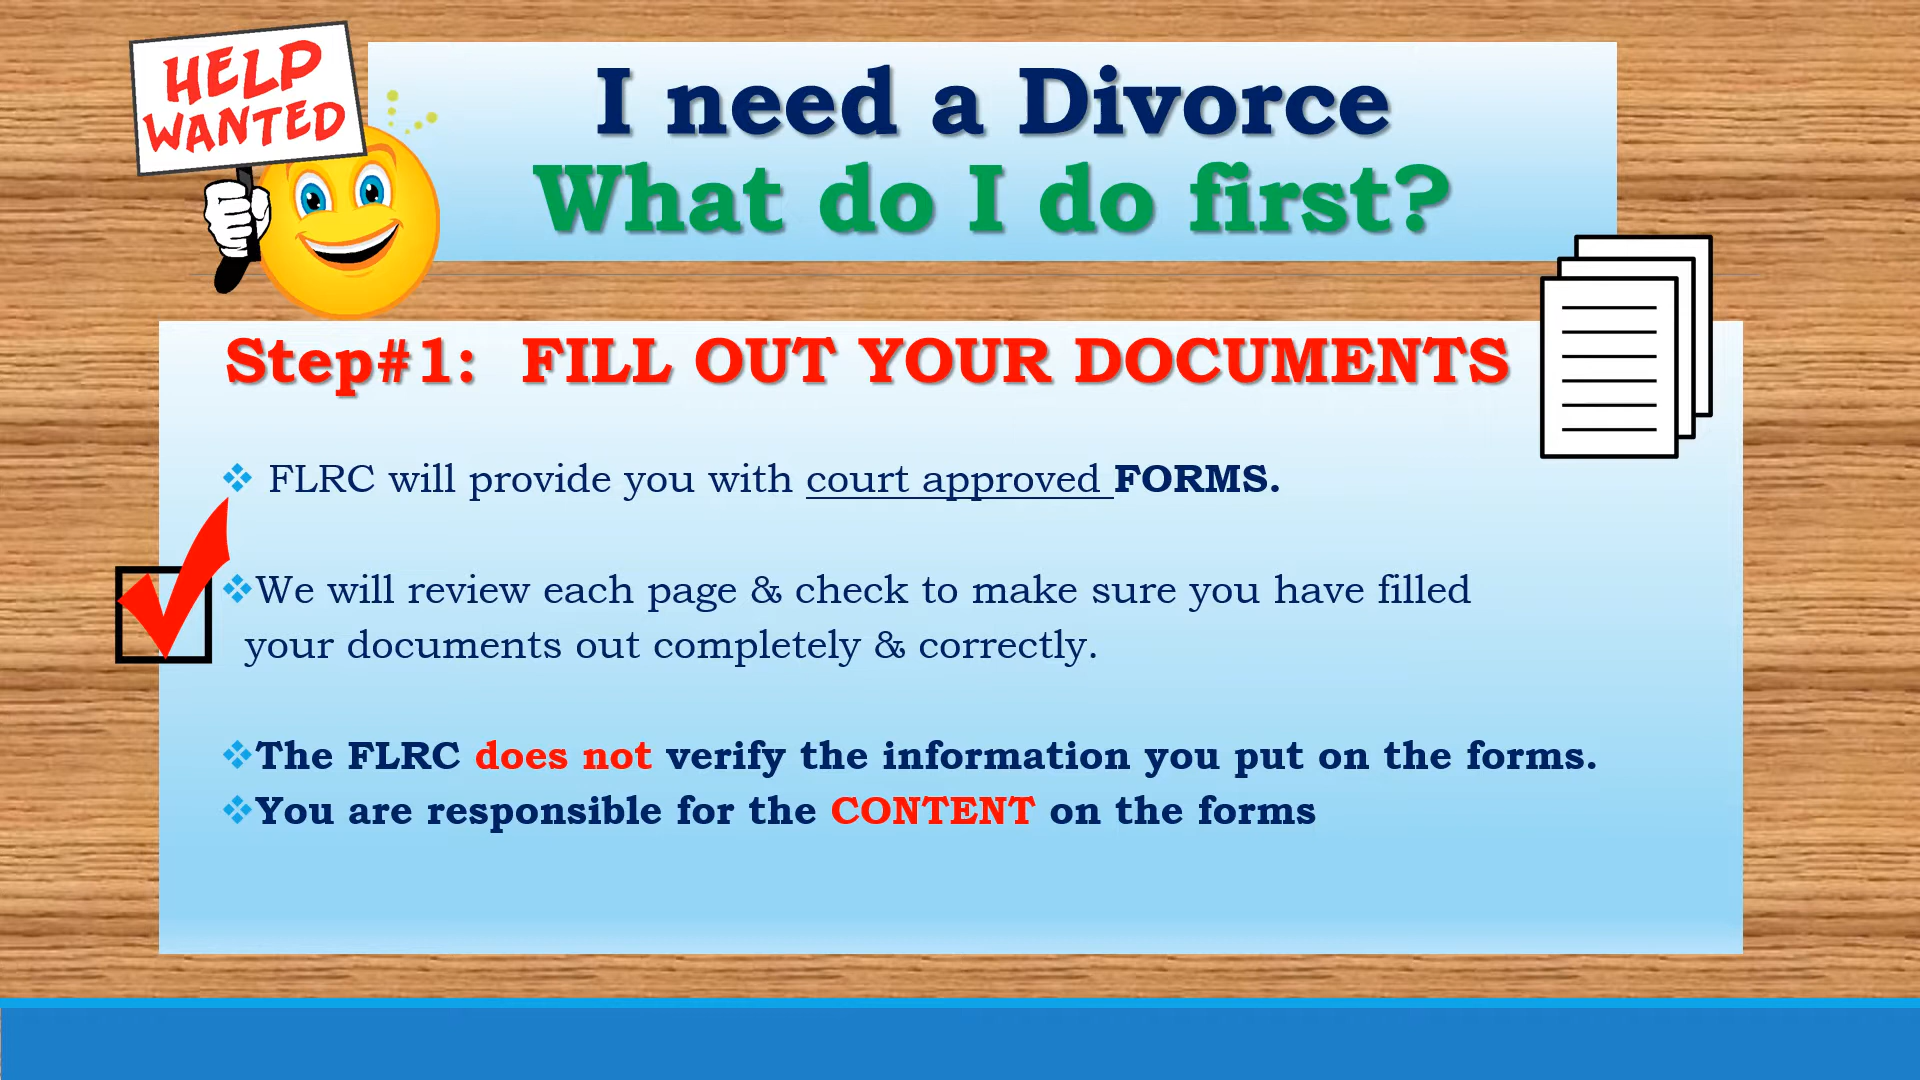 HELP
WANTED
I need a Divorce
What do I do first?
Step#1: FILL OUT YOUR DOCUMENTS
FLRC will provide you with court approved FORMS.
We will review each page & check to make sure you have filled
your documents out completely & correctly.
The FLRC does not verify the information you put on the forms.
You are responsible for the CONTENT on the forms